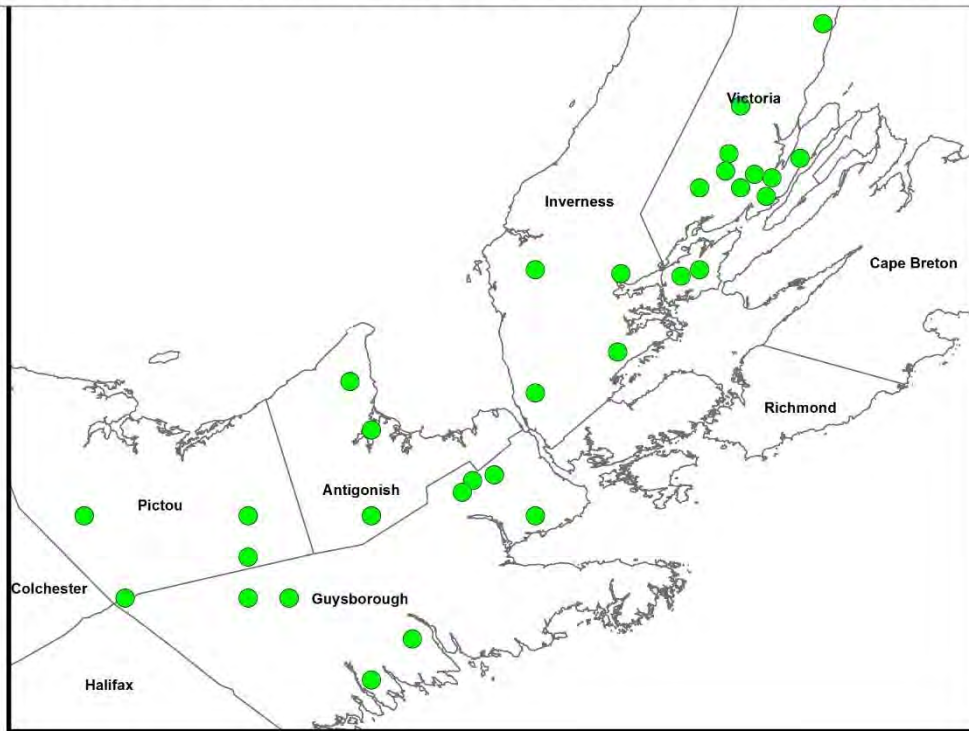 Victoria
Inverness
Cape Breton
Richmond
Antigonish
Pictou
Colchester
Guysborough
Halifax